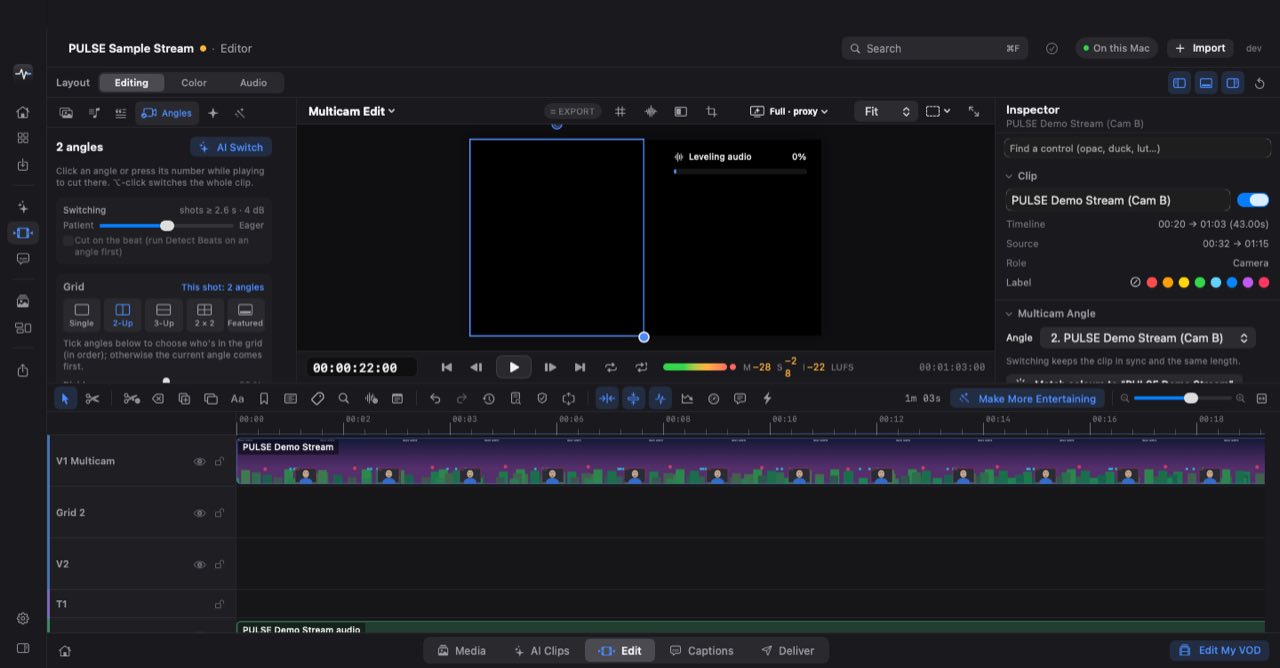 PULSE Sample Stream · Editor
Search ⌘F
On this Mac
+ Import
dev
Layout Editing Color Audio
Angles
Multicam Edit
EXPORT
Full · proxy
Fit
2 angles
AI Switch
Click an angle or press its number while playing
to cut there. ⌥-click switches the whole clip.
Switching shots ≥ 2.6 s · 4 dB
Patient Eager
Cut on the beat (run Detect Beats on an
angle first)
Grid This shot: 2 angles
Single 2-Up 3-Up 2 × 2 Featured
Tick angles below to choose who's in the grid
(in order); otherwise the current angle comes
first.
Leveling audio 0%
00:00:22:00
M -28 S -28 I -22 LUFS
00:01:03:00
Inspector
PULSE Demo Stream (Cam B)
Find a control (opac, duck, lut...)
Clip
PULSE Demo Stream (Cam B)
Timeline 00:20 → 01:03 (43.00s)
Source 00:32 → 01:15
Role Camera
Label
Multicam Angle
Angle 2. PULSE Demo Stream (Cam B)
Switching keeps the clip in sync and the same length.
Match colours to "PULSE Demo Stream"
Aa
1m 03s
Make More Entertaining
00:00 00:02 00:03 00:06 00:08 00:10 00:12 00:14 00:16 00:18
V1 Multicam
PULSE Demo Stream
Grid 2
V2
T1
PULSE Demo Stream audio
Media AI Clips Edit Captions Deliver
Edit My VOD